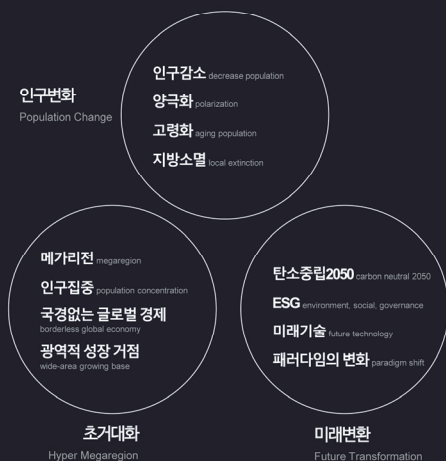 인구변화
Population Change
인구감소 decrease population
양극화 polarization
고령화 aging population
지방소멸 local extinction
메가리전 megaregion
인구집중 population concentration
국경없는 글로벌 경제
borderless global economy
광역적 성장 거점
wide-area growing base
초거대화
Hyper Megaregion
탄소중립2050 carbon neutral 2050
ESG environment, social, governance
미래기술 future technology
패러다임의 변화 paradigm shift
미래변환
Future Transformation